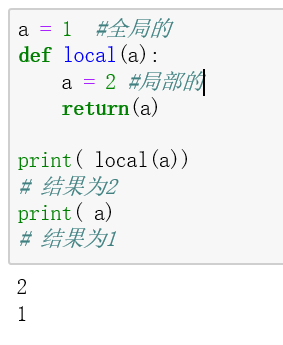 a = 1  #全局的
def local(a):
    a = 2 #局部的
    return(a)
print( local(a))
# 结果为2
print( a)
# 结果为1
2
1